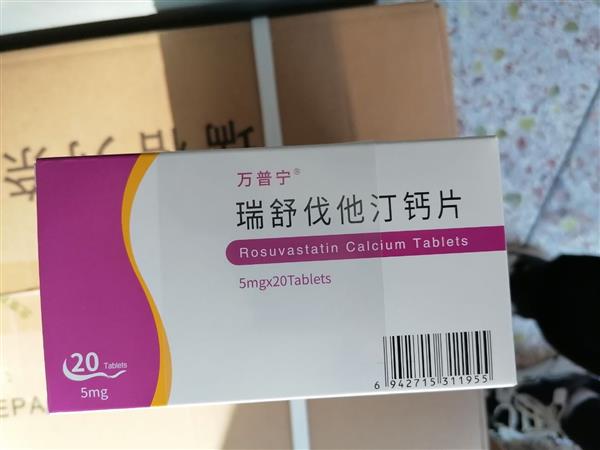 万普宁®
瑞舒伐他汀钙片
Rosuvastatin Calcium Tablets
5mgx20Tablets
20 Tablets
5mg
6 942715 311955
EPA